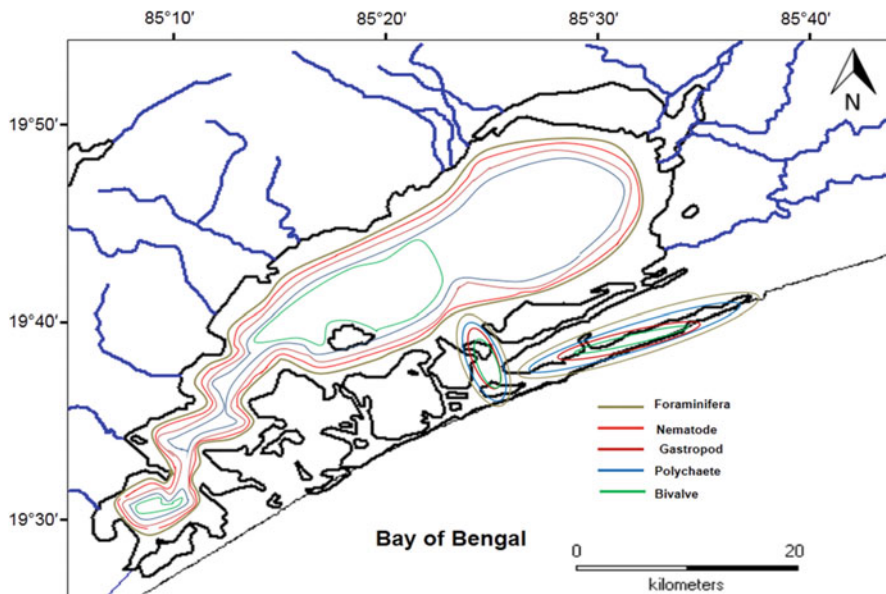 85°10′ 85°20′ 85°30′ 85°40′
N
19°50′
19°40′
Foraminifera
Nematode
Gastropod
Polychaete
Bivalve
19°30′
Bay of Bengal
0 20
kilometers